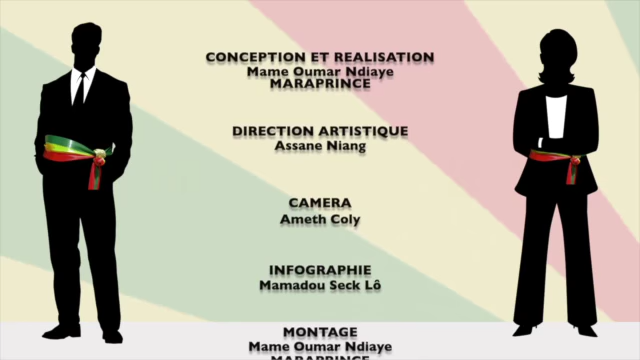 CONCEPTION ET REALISATION
Mame Oumar Ndiaye
MARAPRINCE
DIRECTION ARTISTIQUE
Assane Niang
CAMERA
Ameth Coly
INFOGRAPHIE
Mamadou Seck Lô
MONTAGE
Mame Oumar Ndiaye
MARAPRINCE